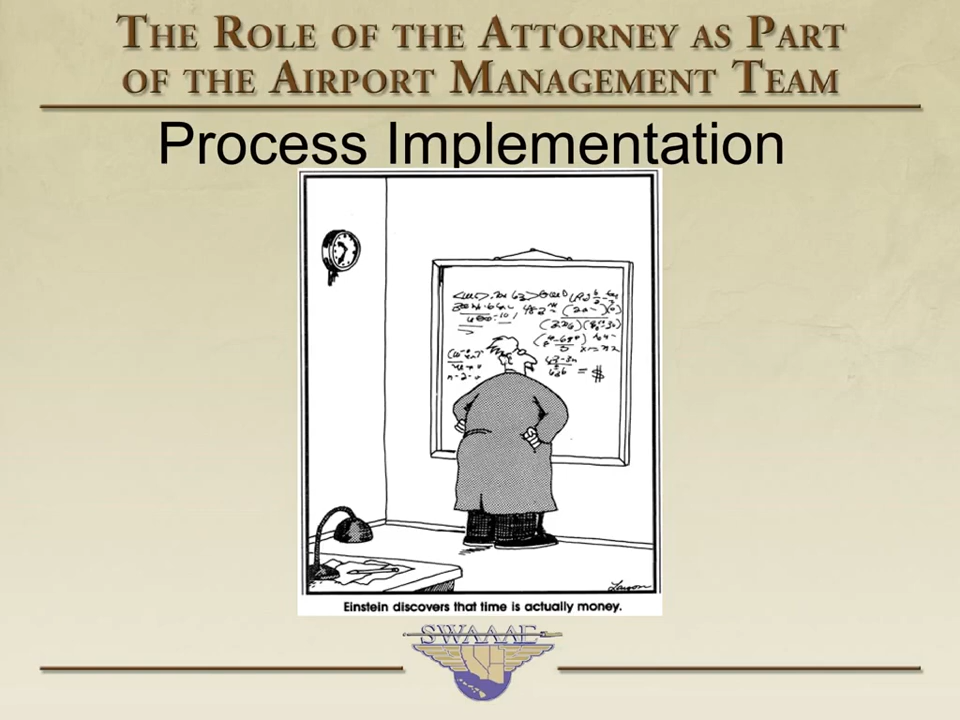 The Role of the Attorney as Part
of the Airport Management Team
Process Implementation
= $
Larson
Einstein discovers that time is actually money.
SWAAAE